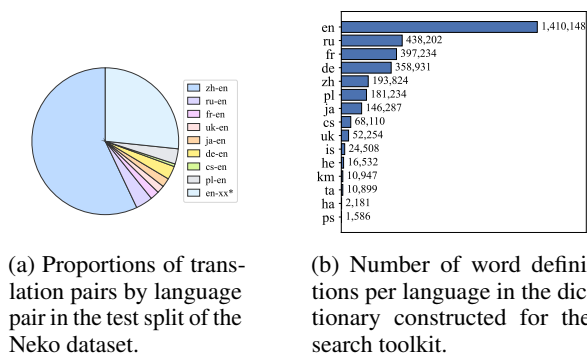 zh-en
ru-en
fr-en
uk-en
ja-en
de-en
cs-en
pl-en
en-xx*
(a) Proportions of trans-
lation pairs by language
pair in the test split of the
Neko dataset.
en 1,410,148
ru 438,202
fr 397,234
de 358,931
zh 193,824
pl 181,234
ja 146,287
cs 68,110
uk 52,254
is 24,508
he 16,532
km 10,947
ta 10,899
ha 2,181
ps 1,586
(b) Number of word defini
tions per language in the dic
tionary constructed for the
search toolkit.